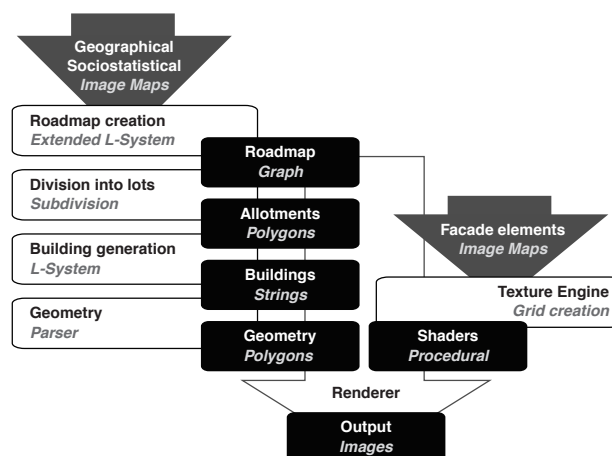 Geographical
Sociostatistical
Image Maps
Roadmap creation
Extended L-System
Roadmap
Graph
Division into lots
Subdivision
Allotments
Polygons
Building generation
L-System
Buildings
Strings
Geometry
Parser
Geometry
Polygons
Facade elements
Image Maps
Texture Engine
Grid creation
Shaders
Procedural
Renderer
Output
Images